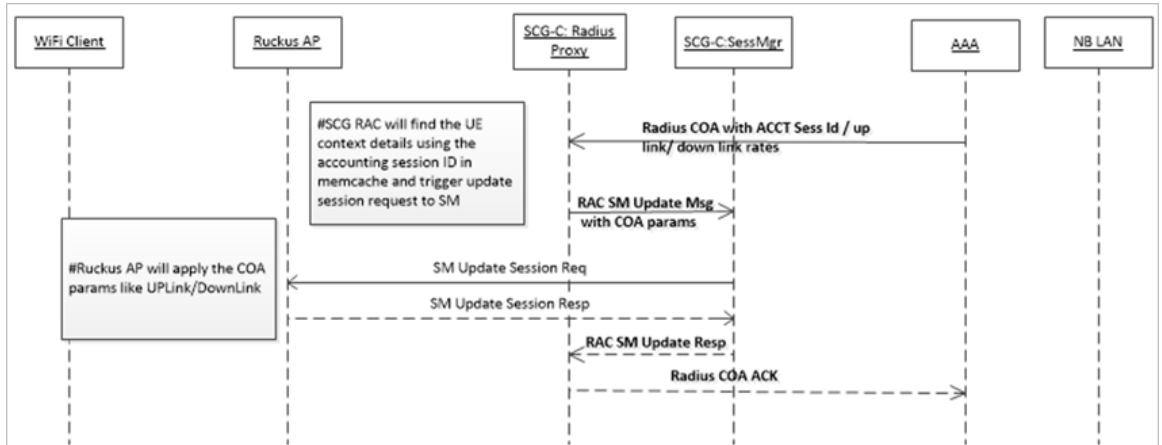 WiFi Client
Ruckus AP
SCG-C: Radius
Proxy
SCG-C:SessMgr
AAA
NB LAN
#SCG RAC will find the UE
context details using the
accounting session ID in
memcache and trigger update
session request to SM
Radius COA with ACCT Sess Id / up
link/ down link rates
RAC SM Update Msg
with COA params
#Ruckus AP will apply the COA
params like UPLink/DownLink
SM Update Session Req
SM Update Session Resp
RAC SM Update Resp
Radius COA ACK